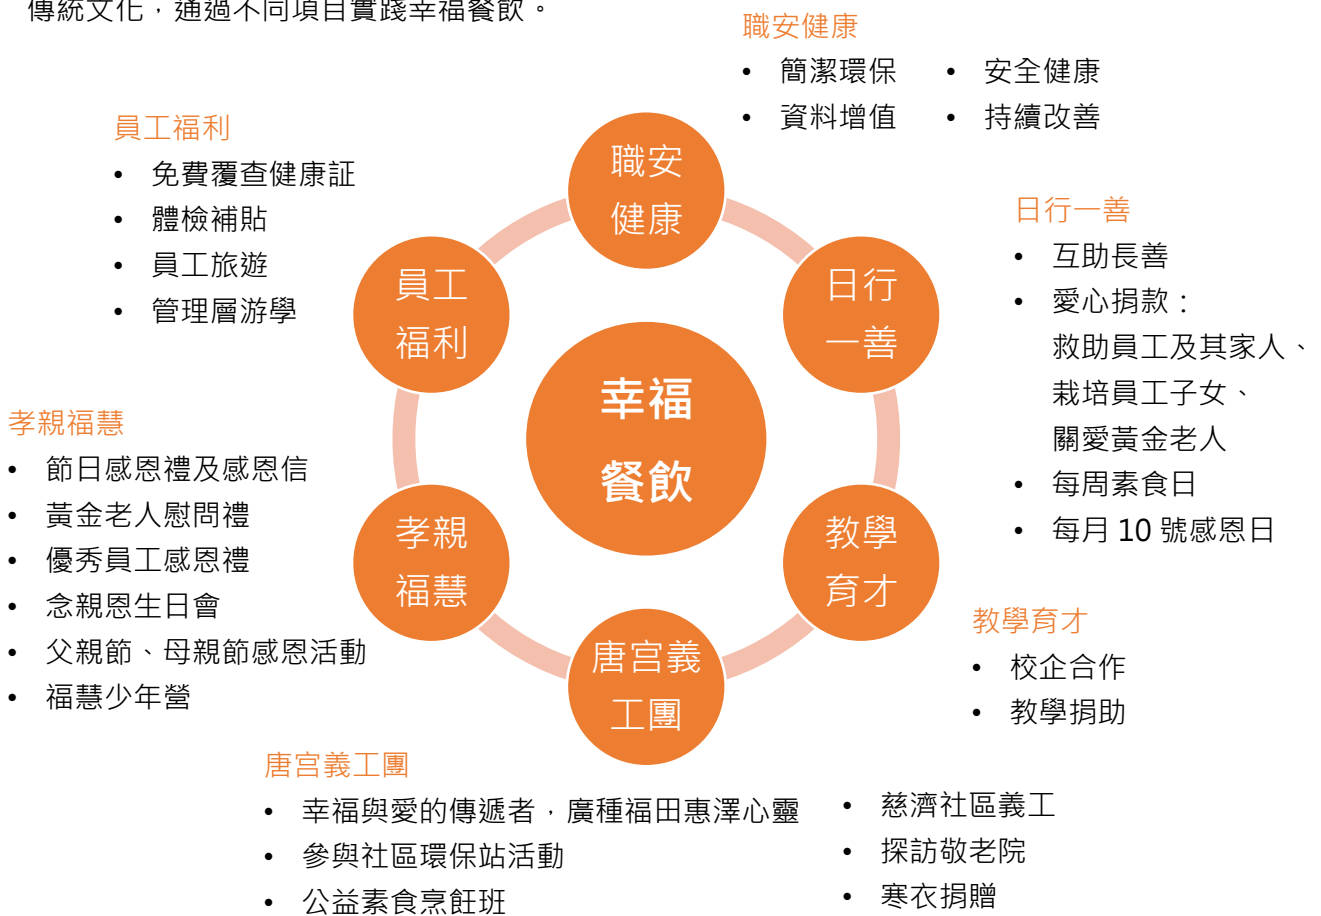 傳統文化，通過不同項目實踐幸福餐飲。
職安健康
• 簡潔環保
• 安全健康
• 資料增值
• 持續改善
員工福利
• 免費覆查健康証
• 體檢補貼
• 員工旅遊
• 管理層游學
日行一善
• 互助長善
• 愛心捐款：
救助員工及其家人、
栽培員工子女、
關愛黃金老人
• 每周素食日
• 每月 10 號感恩日
孝親福慧
• 節日感恩禮及感恩信
• 黃金老人慰問禮
• 優秀員工感恩禮
• 念親恩生日會
• 父親節、母親節感恩活動
• 福慧少年營
職安
健康
員工
福利
日行
一善
幸福
餐飲
孝親
福慧
教學
育才
唐宫義
工團
教學育才
• 校企合作
• 教學捐助
唐宫義工團
• 幸福與愛的傳遞者，廣種福田惠澤心靈
• 參與社區環保站活動
• 公益素食烹飪班
• 慈濟社區義工
• 探訪敬老院
• 寒衣捐贈